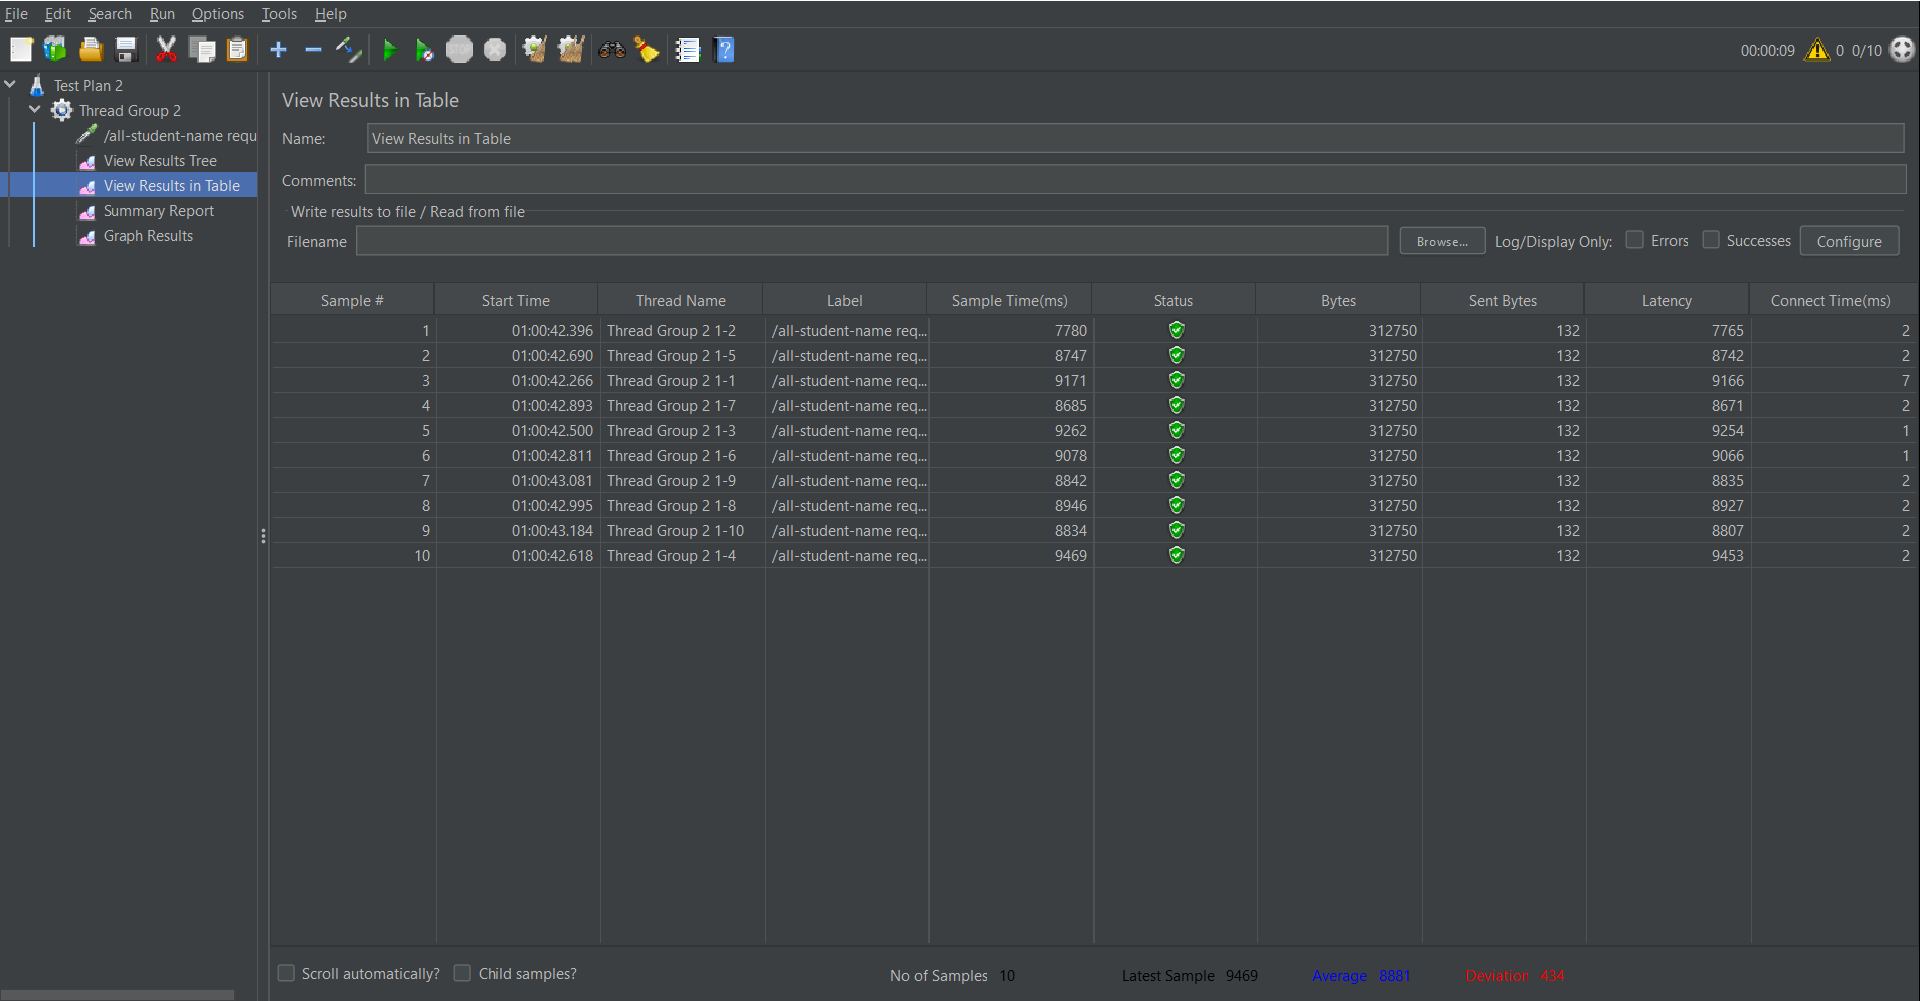 File Edit Search Run Options Tools Help
STOP
00:00:09 0 0/10
Test Plan 2
Thread Group 2
/all-student-name requ
View Results Tree
View Results in Table
Summary Report
Graph Results
View Results in Table
Name: View Results in Table
Comments:
Write results to file / Read from file
Filename Browse... Log/Display Only: Errors Successes Configure
Sample # Start Time Thread Name Label Sample Time(ms) Status Bytes Sent Bytes Latency Connect Time(ms)
1 01:00:42.396 Thread Group 2 1-2 /all-student-name req... 7780 312750 132 7765 2
2 01:00:42.690 Thread Group 2 1-5 /all-student-name req... 8747 312750 132 8742 2
3 01:00:42.266 Thread Group 2 1-1 /all-student-name req... 9171 312750 132 9166 7
4 01:00:42.893 Thread Group 2 1-7 /all-student-name req... 8685 312750 132 8671 2
5 01:00:42.500 Thread Group 2 1-3 /all-student-name req... 9262 312750 132 9254 1
6 01:00:42.811 Thread Group 2 1-6 /all-student-name req... 9078 312750 132 9066 1
7 01:00:43.081 Thread Group 2 1-9 /all-student-name req... 8842 312750 132 8835 2
8 01:00:42.995 Thread Group 2 1-8 /all-student-name req... 8946 312750 132 8927 2
9 01:00:43.184 Thread Group 2 1-10 /all-student-name req... 8834 312750 132 8807 2
10 01:00:42.618 Thread Group 2 1-4 /all-student-name req... 9469 312750 132 9453 2
Scroll automatically? Child samples? No of Samples 10 Latest Sample 9469 Average 8881 Deviation 434